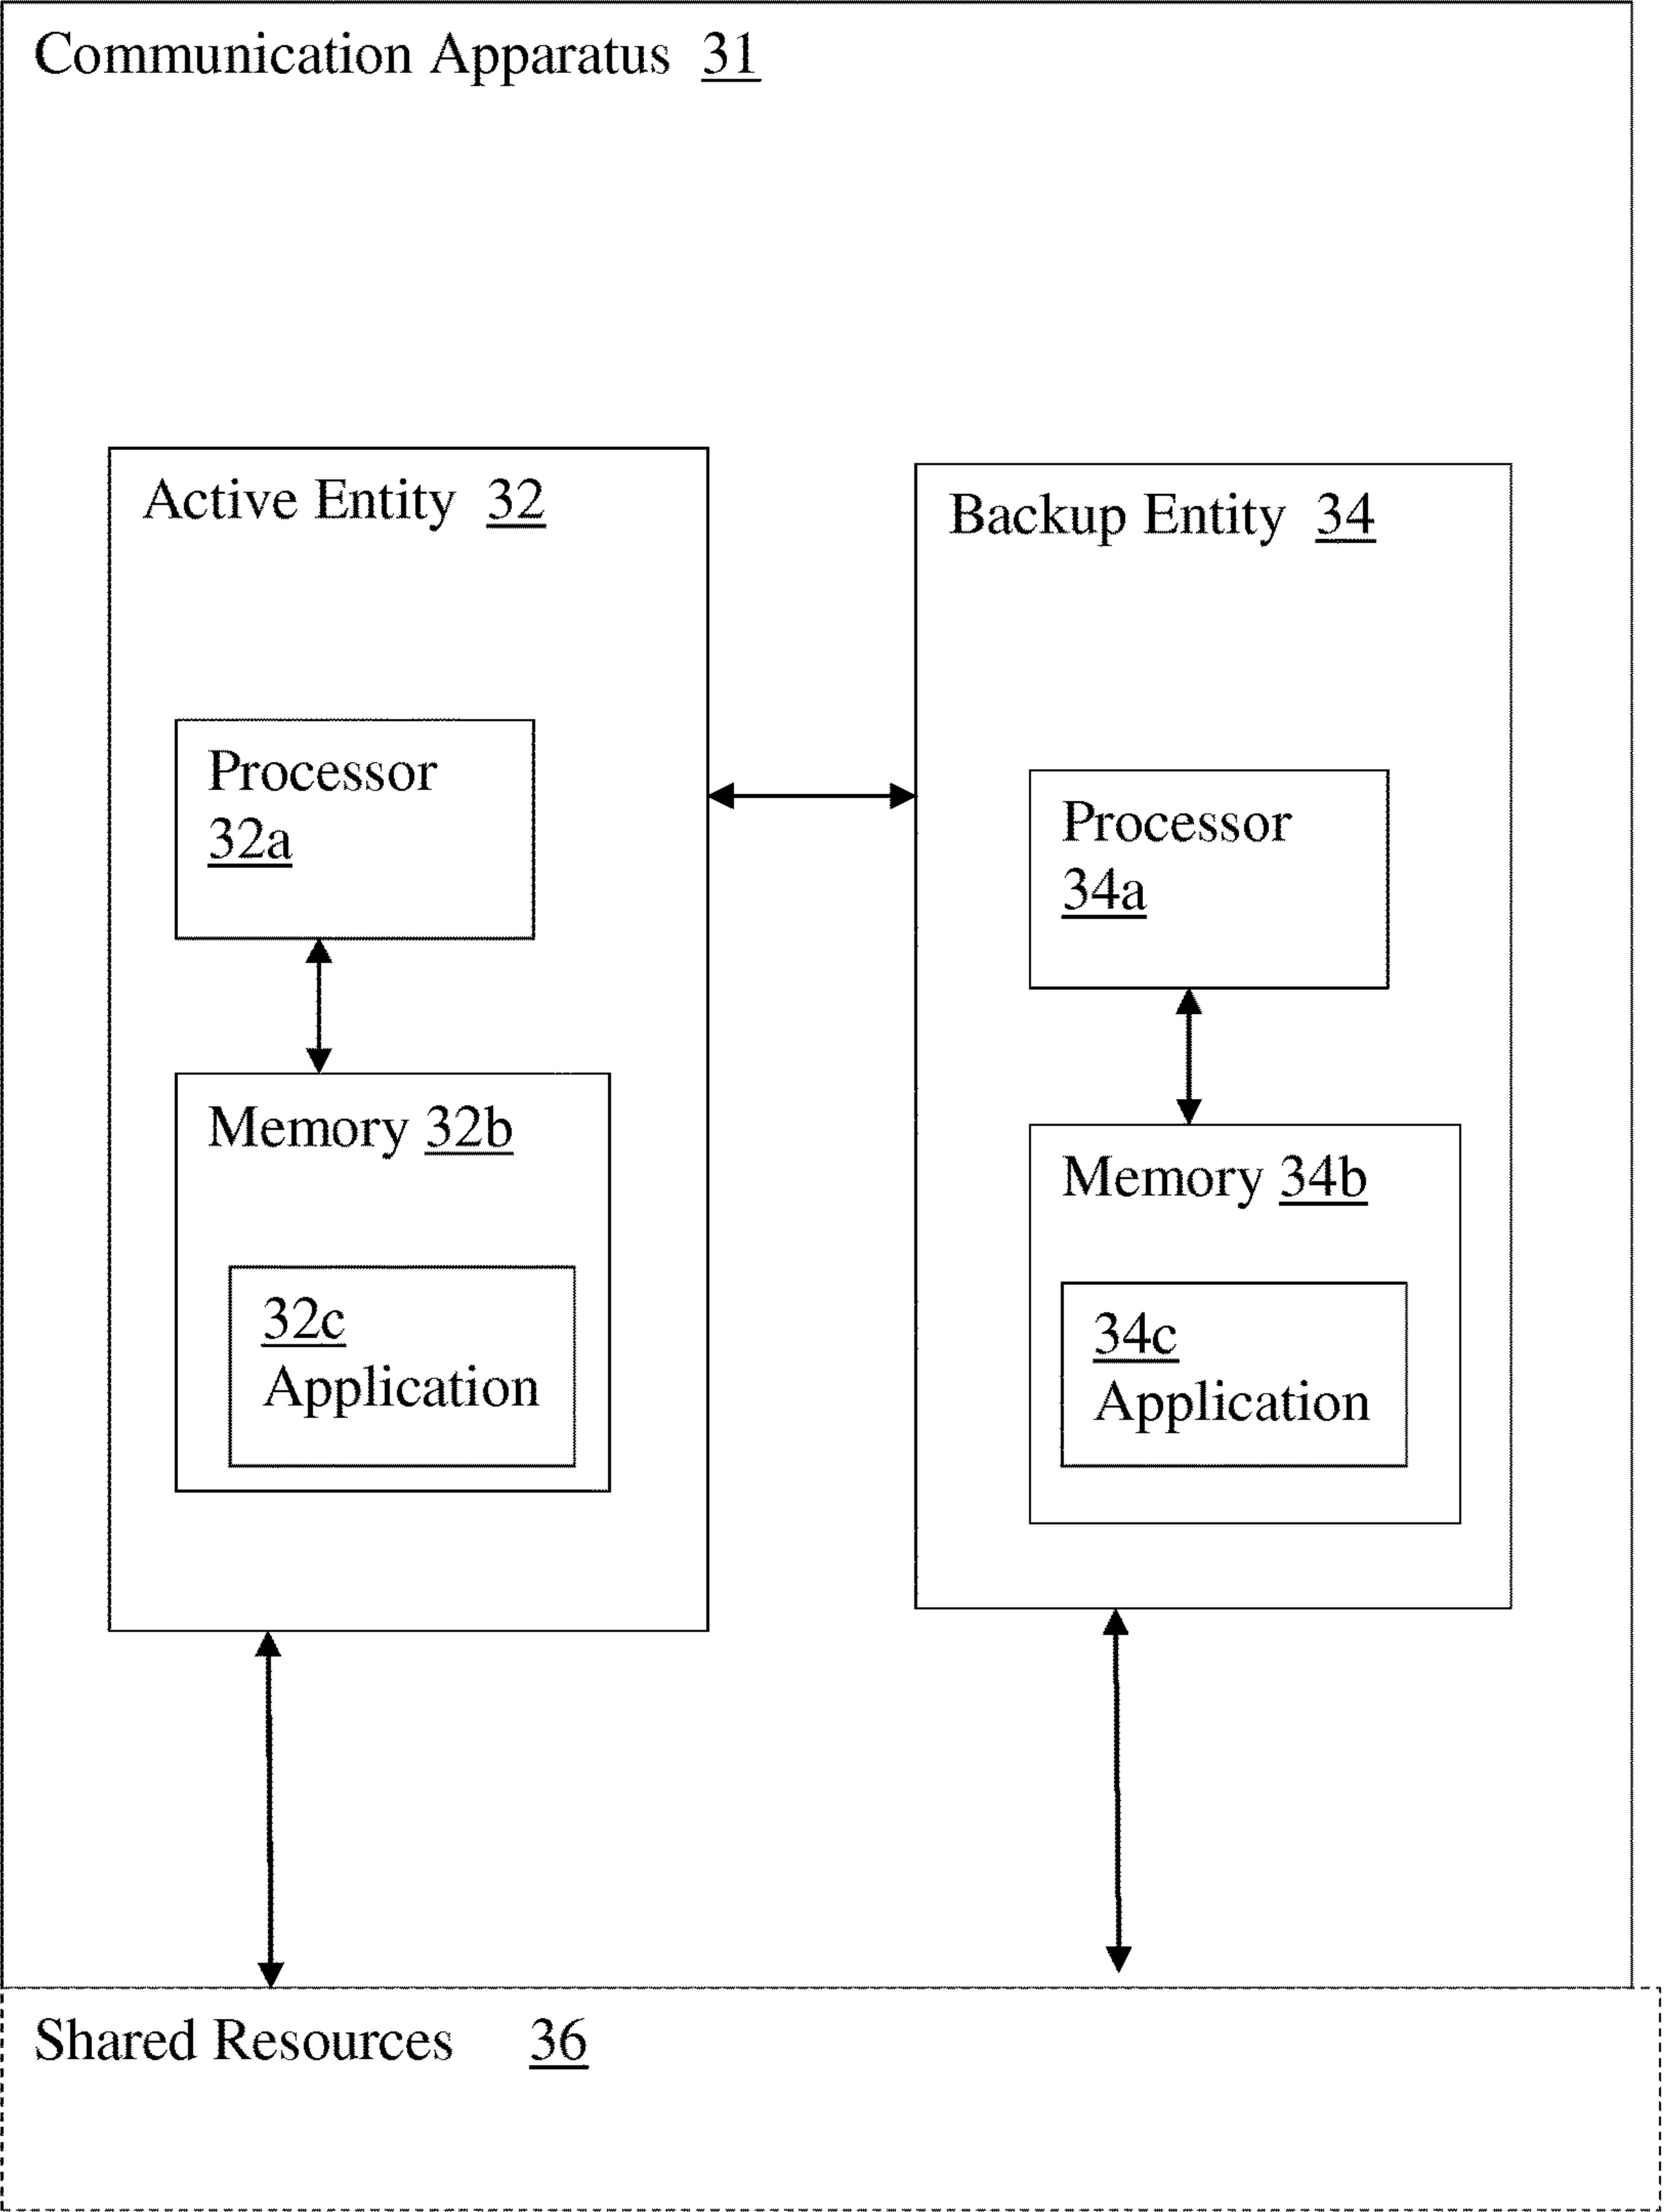 Communication Apparatus 31
Active Entity 32
Processor
32a
Memory 32b
32c
Application
Backup Entity 34
Processor
34a
Memory 34b
34c
Application
Shared Resources 36